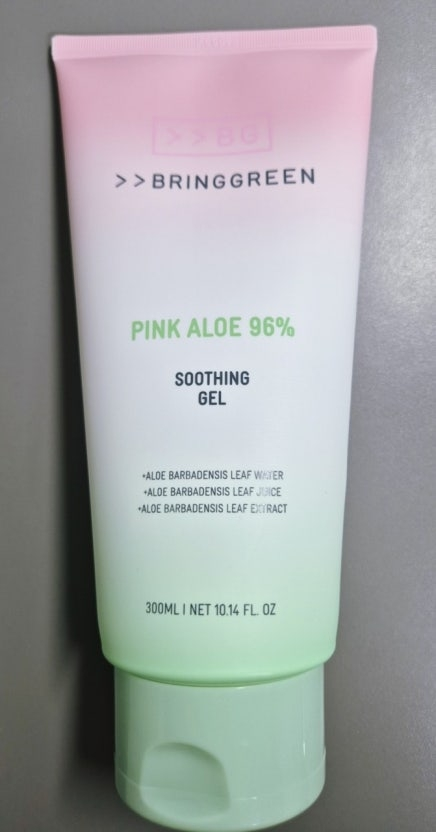 >>BG
>>BRINGGREEN
PINK ALOE 96%
SOOTHING
GEL
+ALOE BARBADENSIS LEAF WATER
+ALOE BARBADENSIS LEAF JUICE
+ALOE BARBADENSIS LEAF EXTRACT
300ML I NET 10.14 FL. OZ